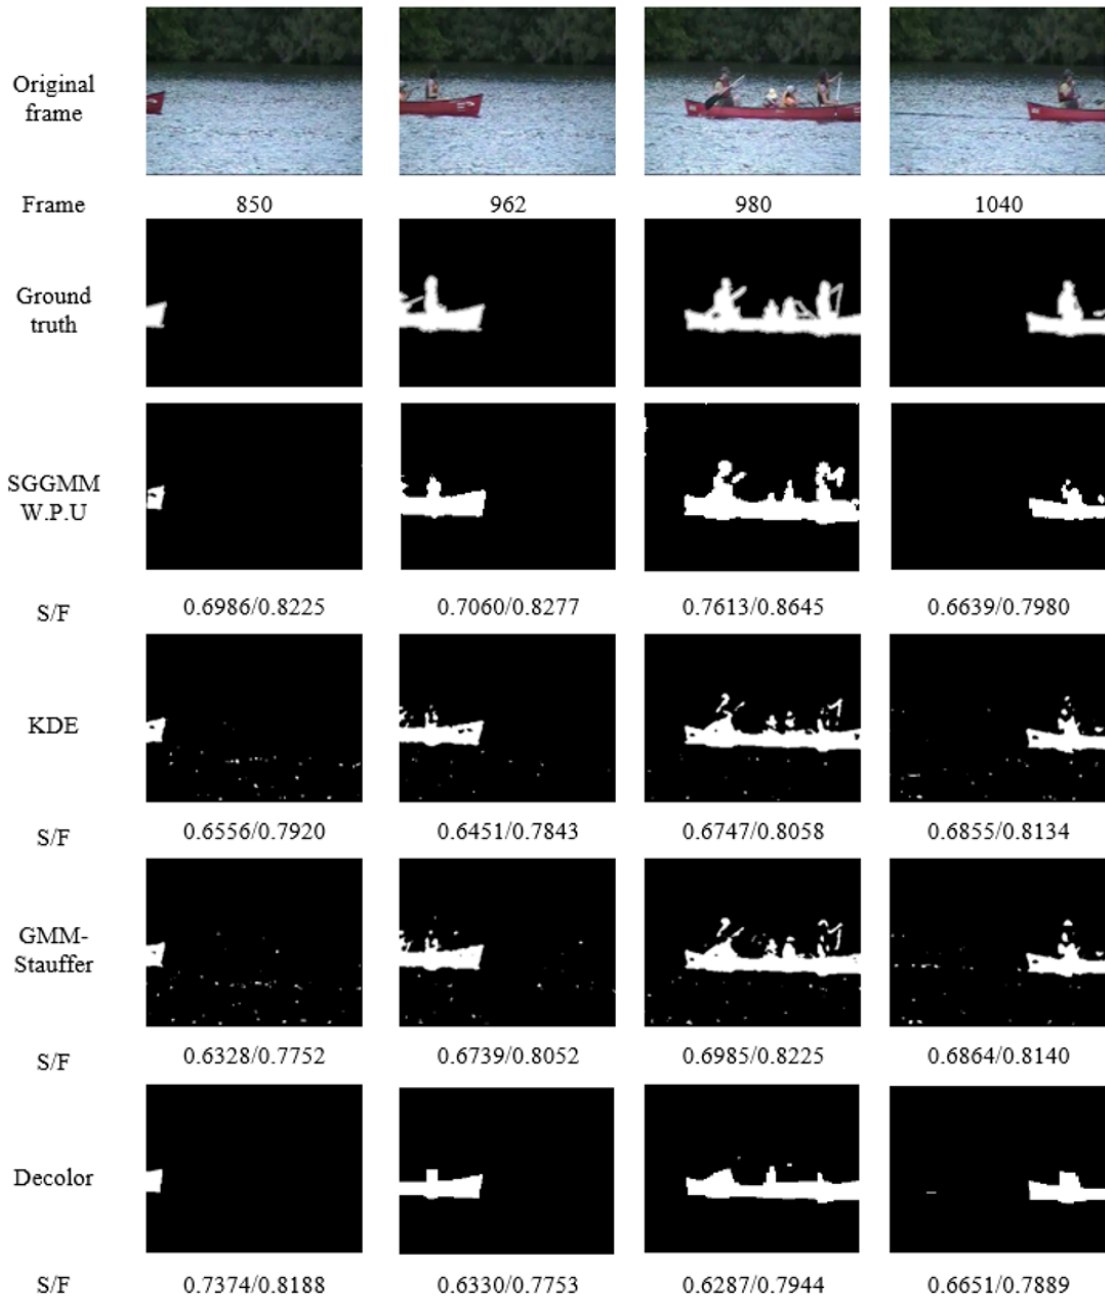 Original
frame
Frame 850 962 980 1040
Ground
truth
SGGMM
W.P.U
S/F 0.6986/0.8225 0.7060/0.8277 0.7613/0.8645 0.6639/0.7980
KDE
S/F 0.6556/0.7920 0.6451/0.7843 0.6747/0.8058 0.6855/0.8134
GMM-
Stauffer
S/F 0.6328/0.7752 0.6739/0.8052 0.6985/0.8225 0.6864/0.8140
Decolor
S/F 0.7374/0.8188 0.6330/0.7753 0.6287/0.7944 0.6651/0.7889